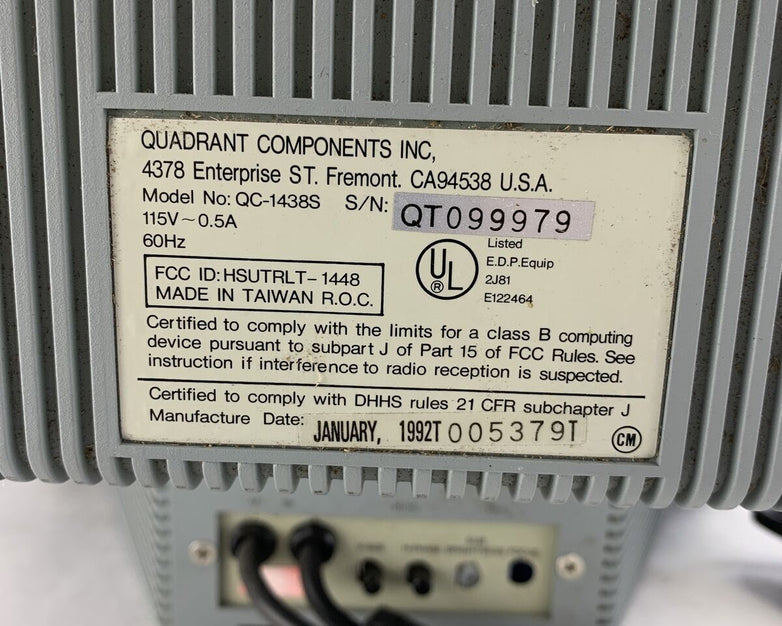 QUADRANT COMPONENTS INC,
4378 Enterprise ST. Fremont. CA94538 U.S.A.
Model No: QC-1438S S/N: QT099979
115V~0.5A
60Hz
UL
®
Listed
E.D.P.Equip
2J81
E122464
FCC ID: HSUTRLT-1448
MADE IN TAIWAN R.O.C.
Certified to comply with the limits for a class B computing
device pursuant to subpart J of Part 15 of FCC Rules. See
instruction if interference to radio reception is suspected.
Certified to comply with DHHS rules 21 CFR subchapter J
Manufacture Date: JANUARY, 1992T 005379T
CM